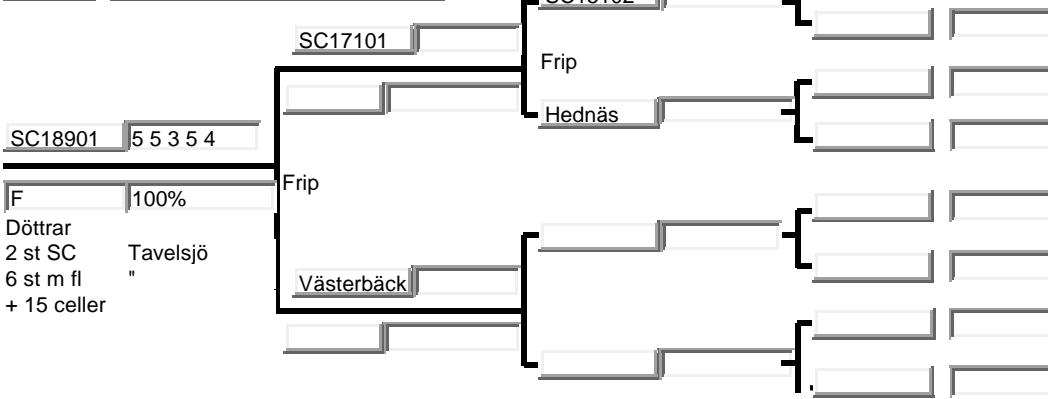 SC17101
Frip
Hednäs
SC18901 5 5 3 5 4
Frip
F 100%
Döttrar
2 st SC Tavelsjö
6 st m fl "
+ 15 celler
Västerbäck